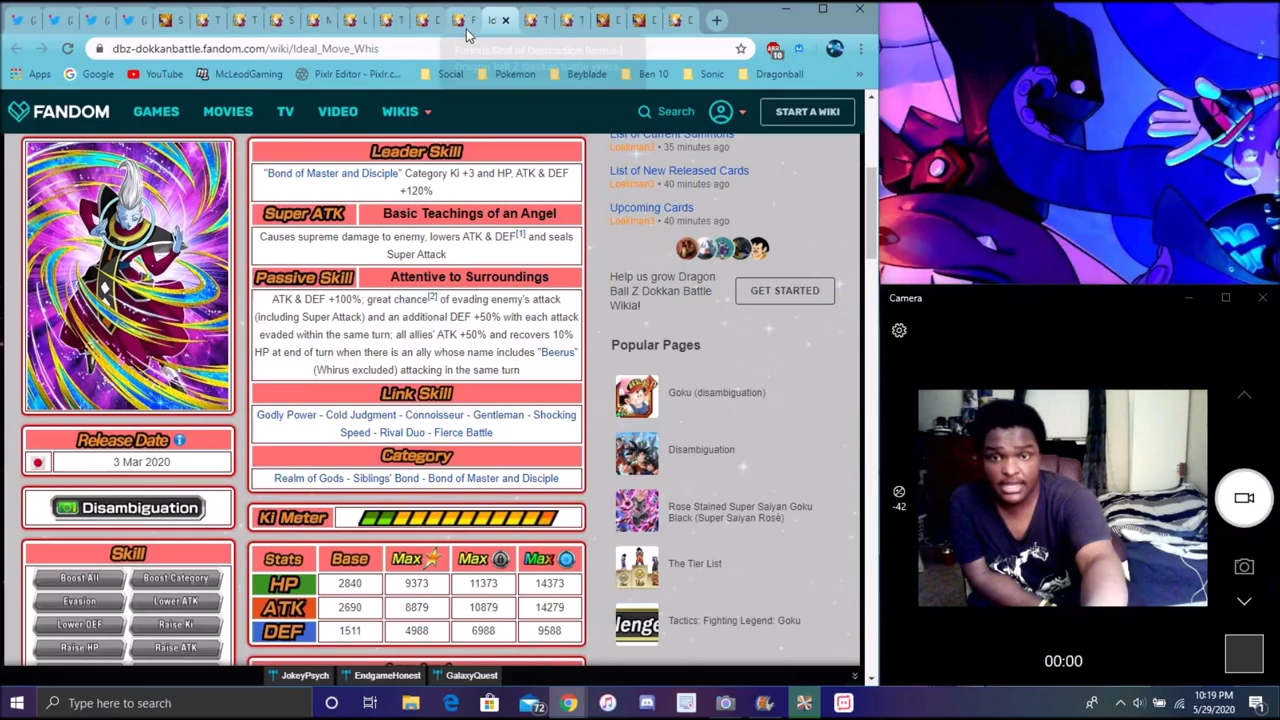 dbz-dokkanbattle.fandom.com/wiki/Ideal_Move_Whis
Apps Google YouTube McLeodGaming Pixlr Editor - Pixlr.c... Social Pokemon Beyblade Ben 10 Sonic Dragonball »
FANDOM GAMES MOVIES TV VIDEO WIKIS Search START A WIKI
Leader Skill
"Bond of Master and Disciple" Category Ki +3 and HP, ATK & DEF
+120%
Super ATK Basic Teachings of an Angel
Causes supreme damage to enemy, lowers ATK & DEF[1] and seals
Super Attack
Passive Skill Attentive to Surroundings
ATK & DEF +100%; great chance[2] of evading enemy's attack
(including Super Attack) and an additional DEF +50% with each attack
evaded within the same turn; all allies' ATK +50% and recovers 10%
HP at end of turn when there is an ally whose name includes "Beerus"
(Whirus excluded) attacking in the same turn
Link Skill
Godly Power - Cold Judgment - Connoisseur - Gentleman - Shocking
Speed - Rival Duo - Fierce Battle
Category
Realm of Gods - Siblings' Bond - Bond of Master and Disciple
Ki Meter
Stats Base Max Max Max
HP 2840 9373 11373 14373
ATK 2690 8879 10879 14279
DEF 1511 4988 6988 9588
Release Date
3 Mar 2020
Disambiguation
Skill
Boost All Boost Category
Evasion Lower ATK
Lower DEF Raise Ki
Raise HP Raise ATK
List of Current Summons
Loekman3 • 35 minutes ago
List of New Released Cards
Loekman3 • 40 minutes ago
Upcoming Cards
Loekman3 • 40 minutes ago
Help us grow Dragon
Ball Z Dokkan Battle
Wikia!
GET STARTED
Popular Pages
Goku (disambiguation)
Disambiguation
Rose Stained Super Saiyan Goku
Black (Super Saiyan Rosé)
The Tier List
Tactics: Fighting Legend: Goku
JokeyPsych EndgameHonest GalaxyQuest
Camera
-42
00:00
Type here to search
72
10:19 PM
5/29/2020